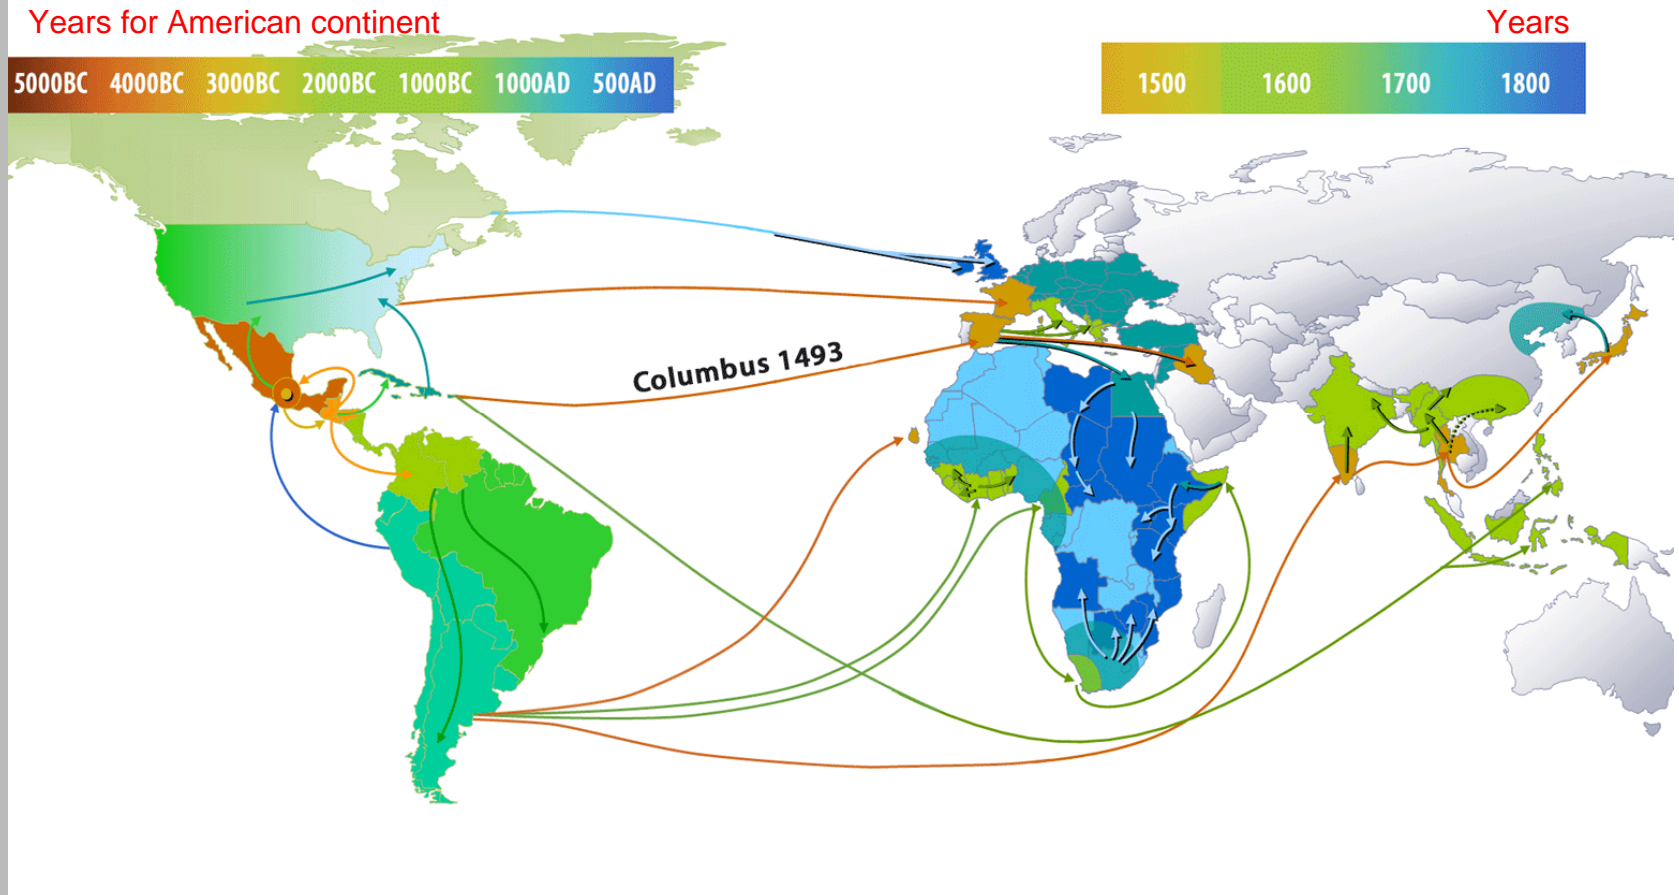 Years for American continent
Years
5000BC 4000BC 3000BC 2000BC 1000BC 1000AD 500AD
1500 1600 1700 1800
Columbus 1493